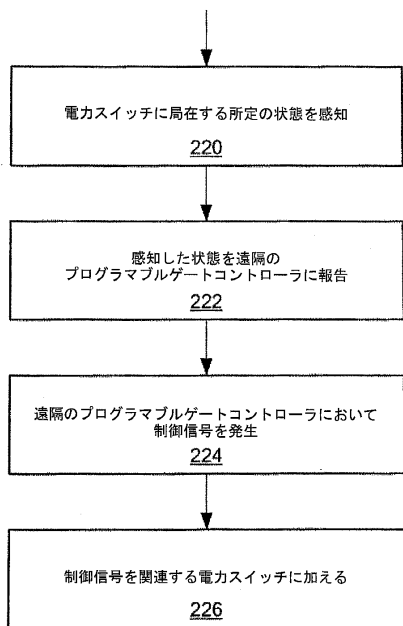 電力スイッチに局在する所定の状態を感知
220
感知した状態を遠隔の
プログラマブルゲートコントローラに報告
222
遠隔のプログラマブルゲートコントローラにおいて
制御信号を発生
224
制御信号を関連する電力スイッチに加える
226